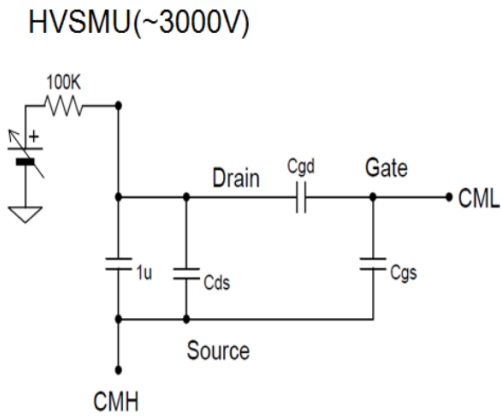 HVSMU(~3000V)
100K
+
Drain
Cgd
Gate
CML
1u
Cds
Cgs
Source
CMH